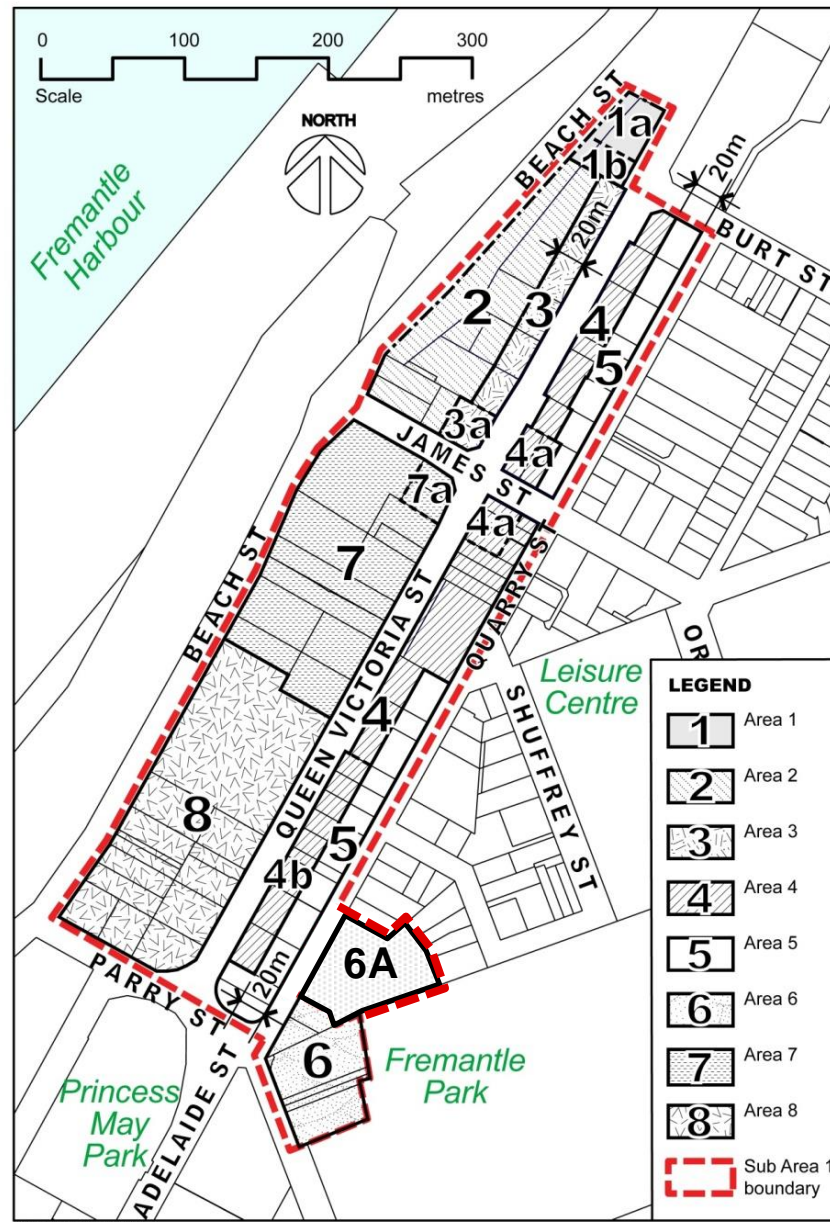 0 100 200 300
Scale metres
NORTH
Fremantle
Harbour
BEACH ST
1a
1b
20m
20m
BURT ST
2
3
4
5
3a
4a
JAMES ST
7a
4a
BEACH ST
7
QUEEN VICTORIA ST
QUARRY ST
OR
Leisure
Centre
SHUFFREY ST
4
8
5
4b
6A
PARRY ST
20m
6
Fremantle
Park
Princess
May
Park
ADELAIDE ST
LEGEND
1 Area 1
2 Area 2
3 Area 3
4 Area 4
5 Area 5
6 Area 6
7 Area 7
8 Area 8
Sub Area 1
boundary